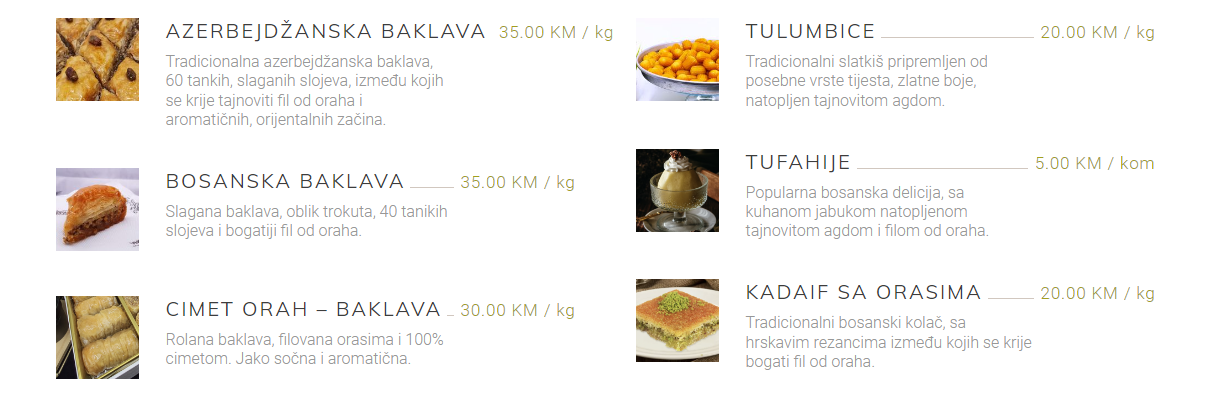 AZERBEJDŽANSKA BAKLAVA 35.00 KM / kg
Tradicionalna azerbejdžanska baklava,
60 tankih, slaganih slojeva, između kojih
se krije tajnoviti fil od oraha i
aromatičnih, orijentalnih začina.
BOSANSKA BAKLAVA 35.00 KM / kg
Slagana baklava, oblik trokuta, 40 tanikih
slojeva i bogatiji fil od oraha.
CIMET ORAH – BAKLAVA 30.00 KM / kg
Rolana baklava, filovana orasima i 100%
cimetom. Jako sočna i aromatična.
TULUMBICE 20.00 KM / kg
Tradicionalni slatkiš pripremljen od
posebne vrste tijesta, zlatne boje,
natopljen tajnovitom agdom.
TUFAHIJE 5.00 KM / kom
Popularna bosanska delicija, sa
kuhanom jabukom natopljenom
tajnovitom agdom i filom od oraha.
KADAIF SA ORASIMA 20.00 KM / kg
Tradicionalni bosanski kolač, sa
hrskavim rezancima između kojih se krije
bogati fil od oraha.